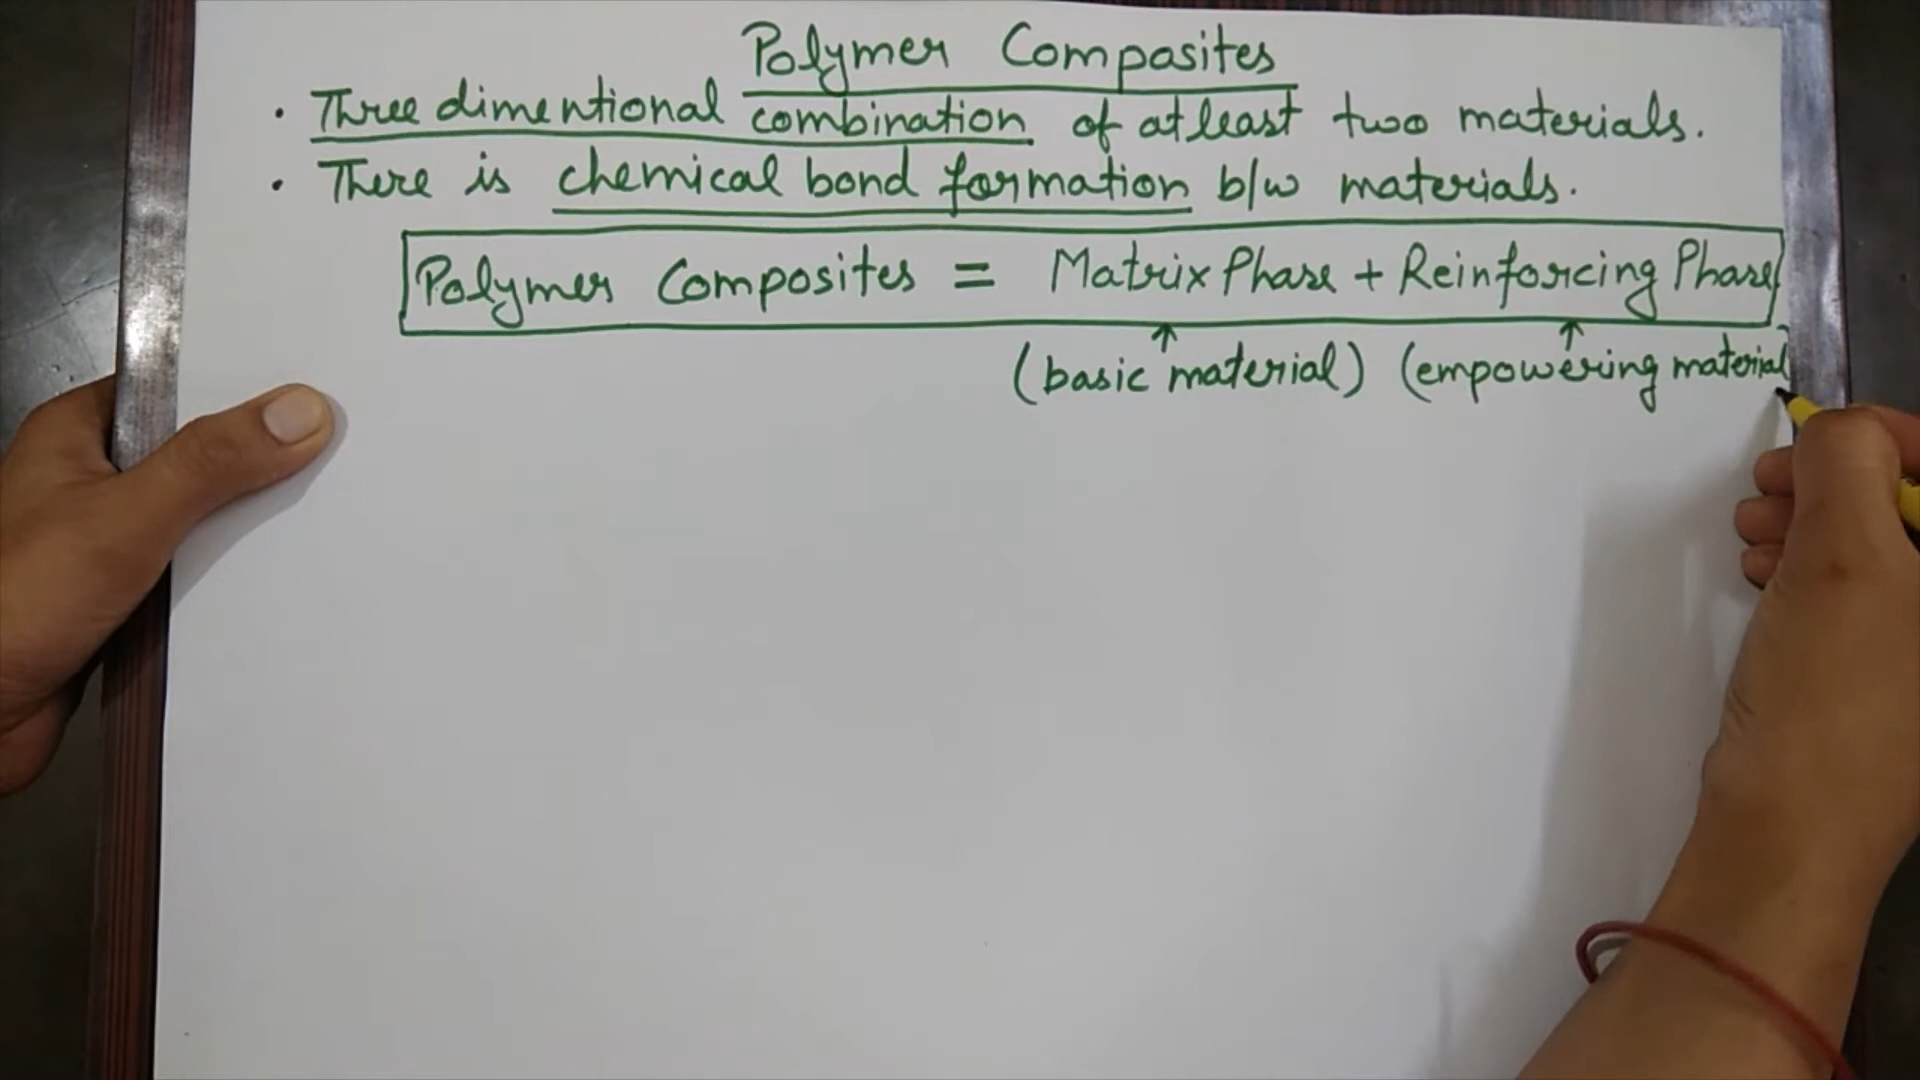 Polymer Composites
• Three dimentional combination of atleast two materials.
• There is chemical bond formation b/w materials.
Polymer Composites = Matrix Phase + Reinforcing Phase
(basic material) (empowering material)